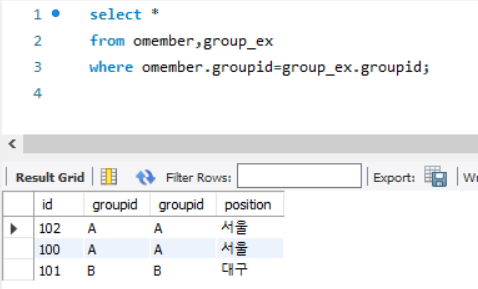 1 select *
2 from omember,group_ex
3 where omember.groupid=group_ex.groupid;
4
Result Grid Filter Rows: Export:
id groupid groupid position
102 A A 서울
100 A A 서울
101 B B 대구